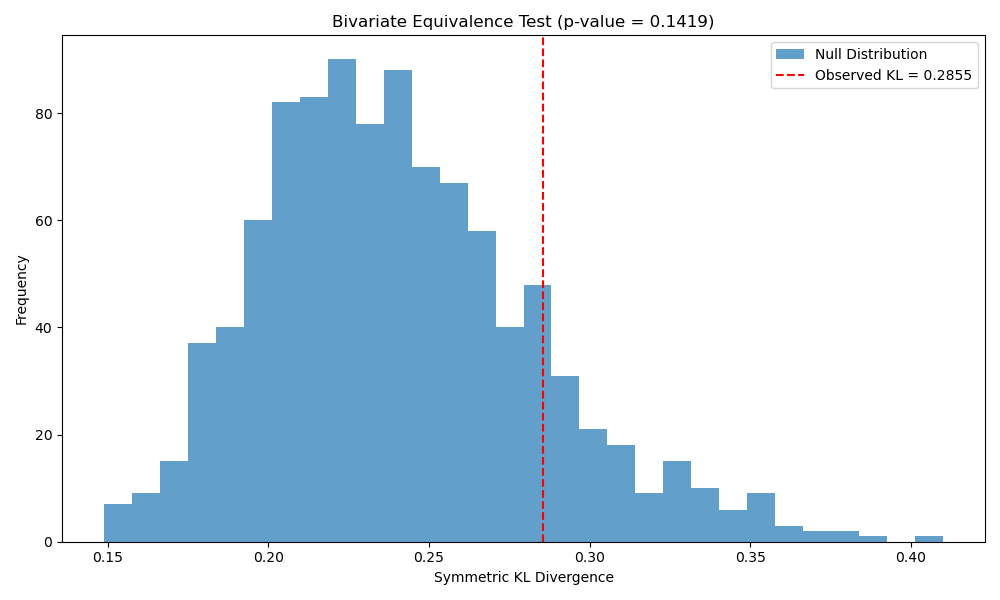 Bivariate Equivalence Test (p-value = 0.1419)
Null Distribution
Observed KL = 0.2855
Frequency
80
60
40
20
0
0.15
0.20
0.25
0.30
0.35
0.40
Symmetric KL Divergence